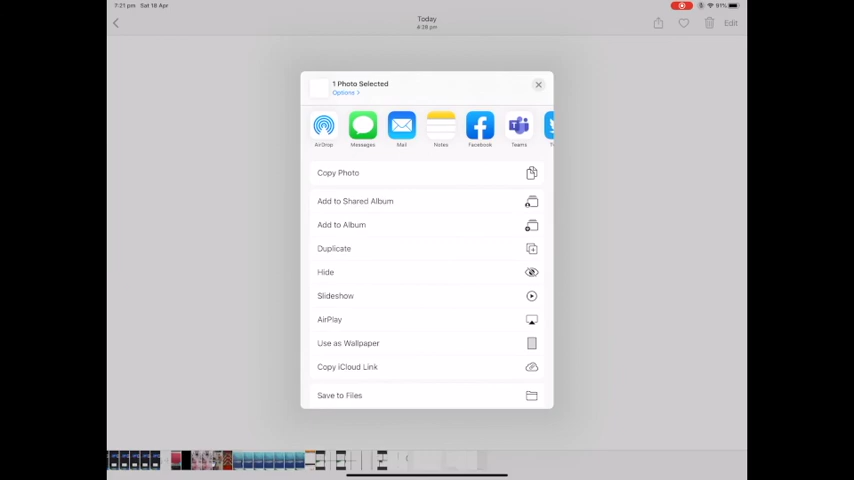 7:21 pm Sat 18 Apr
91%
Today
4:28 pm
Edit
1 Photo Selected
Options >
AirDrop
Messages
Mail
Notes
Facebook
Teams
Copy Photo
Add to Shared Album
Add to Album
Duplicate
Hide
Slideshow
AirPlay
Use as Wallpaper
Copy iCloud Link
Save to Files